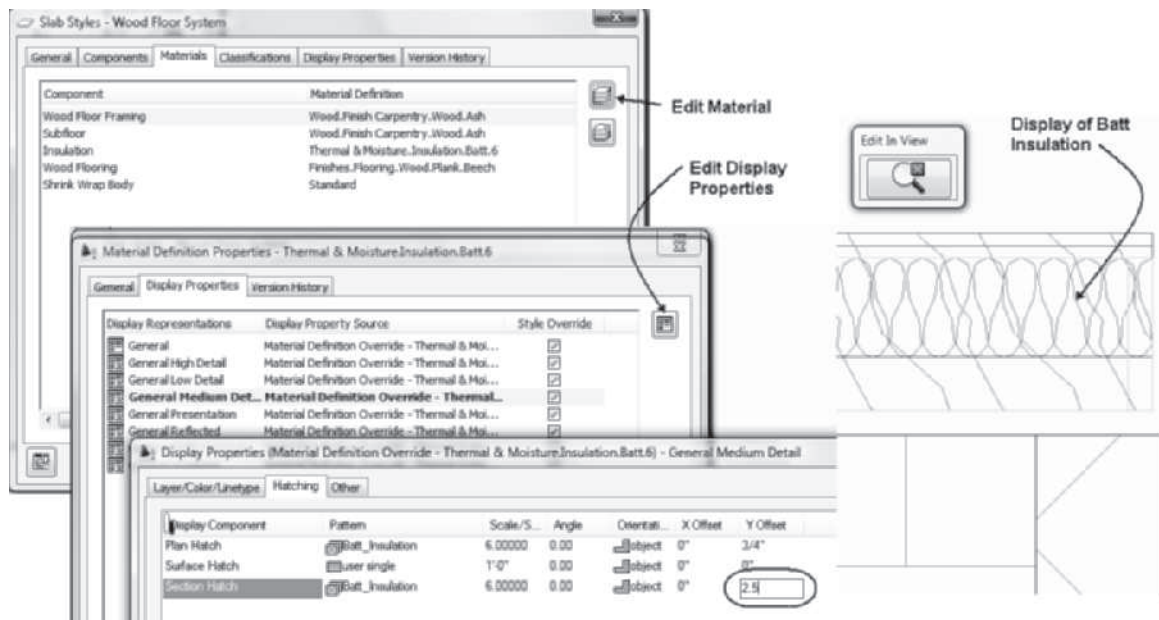 Slab Styles - Wood Floor System
General Components Materials Classifications Display Properties Version History
Component Material Definition
Wood Floor Framing Wood.Finish Carpentry.Wood.Ash
Subfloor Wood.Finish Carpentry.Wood.Ash
Insulation Thermal & Moisture.Insulation.Batt.6
Wood Flooring Finishes.Flooring.Wood.Plank.Beech
Shrink Wrap Body Standard
Edit Material
Edit Display
Properties
Edit In View
Display of Batt
Insulation
Material Definition Properties - Thermal & Moisture.Insulation.Batt.6
General Display Properties Version History
Display Representations Display Property Source Style Override
General Material Definition Override - Thermal & Moi...
General High Detail Material Definition Override - Thermal & Moi...
General Low Detail Material Definition Override - Thermal & Moi...
General Medium Det... Material Definition Override - Thermal...
General Presentation Material Definition Override - Thermal & Moi...
General Reflected Material Definition Override - Thermal & Moi...
Display Properties (Material Definition Override - Thermal & Moisture.Insulation.Batt.6) - General Medium Detail
Layer/Color/Linetype Hatching Other
Display Component Pattern Scale/S... Angle Orientati... X Offset Y Offset
Plan Hatch Batt_Insulation 6.00000 0.00 object 0" 3/4"
Surface Hatch user single 1'-0" 0.00 object 0" 0"
Section Hatch Batt_Insulation 6.00000 0.00 object 0" 2.5